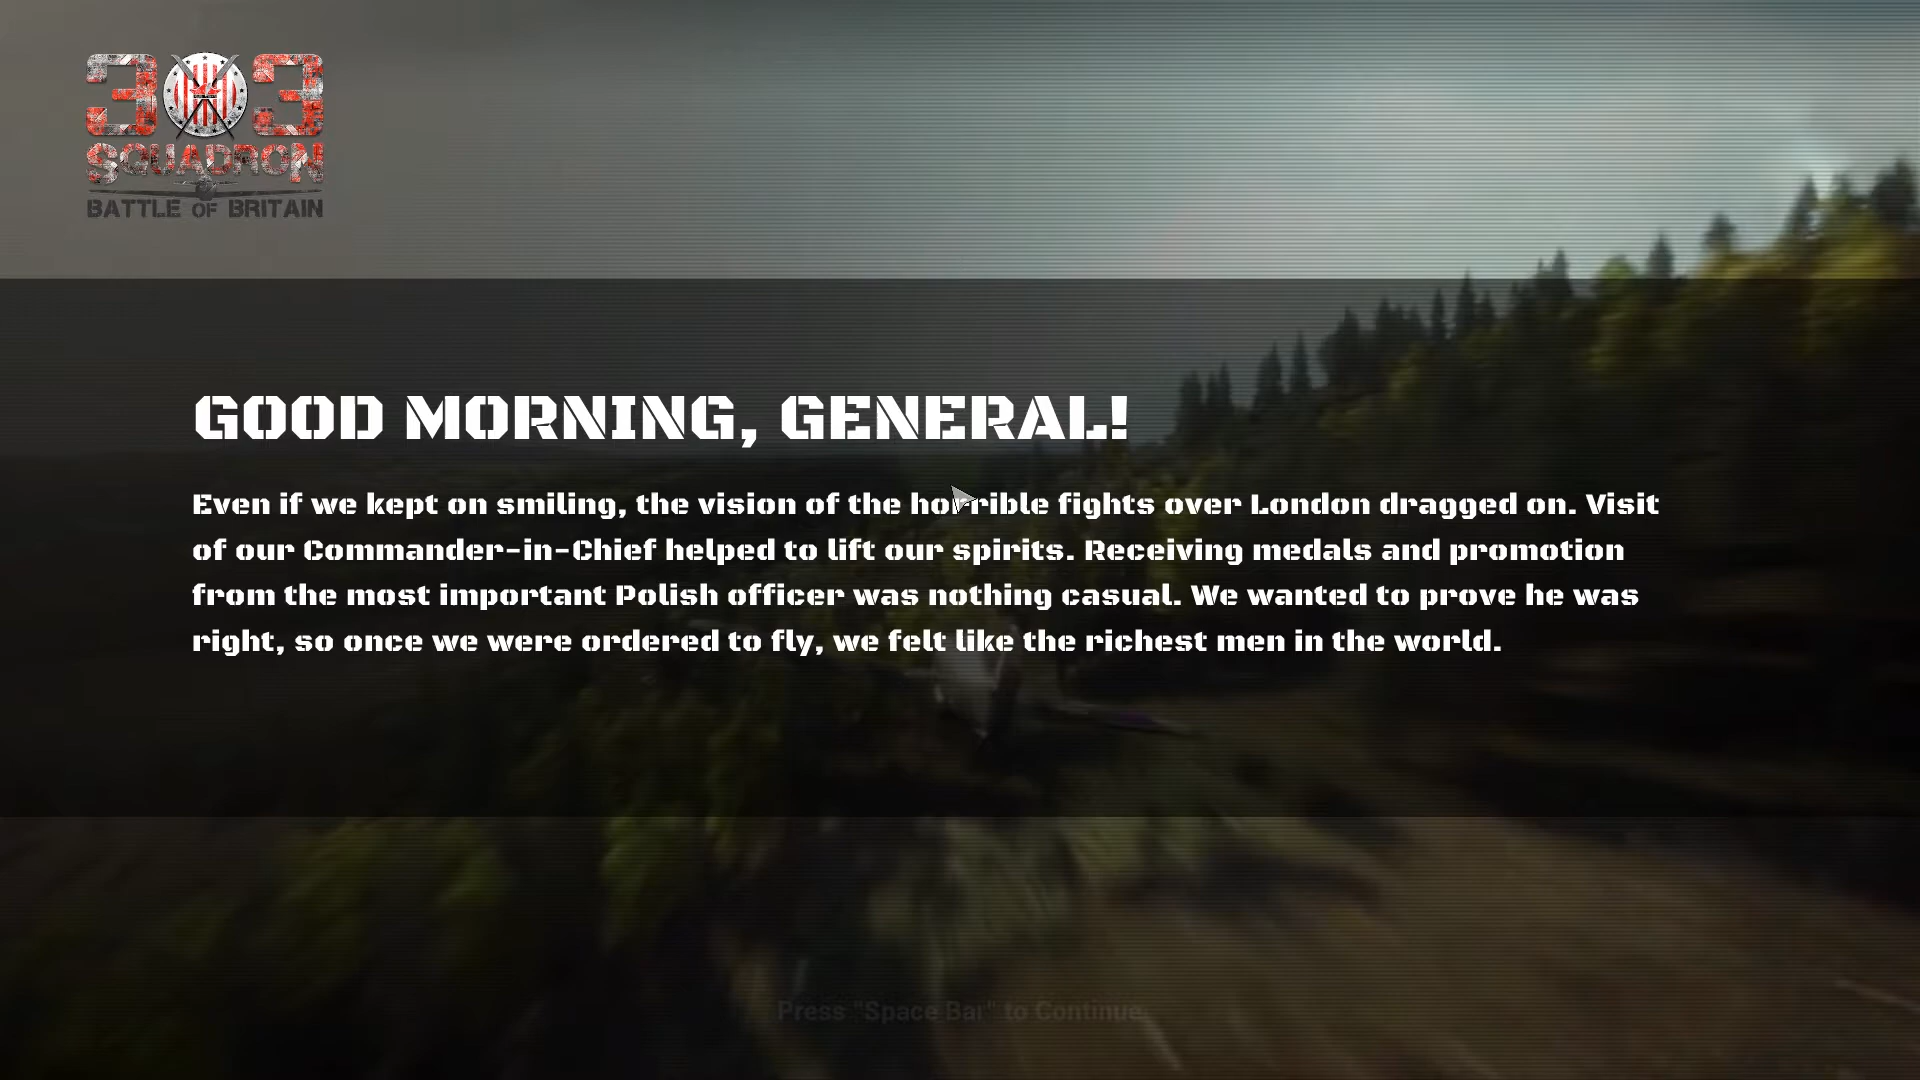 303
SQUADRON
BATTLE OF BRITAIN
GOOD MORNING, GENERAL!
Even if we kept on smiling, the vision of the horrible fights over London dragged on. Visit
of our Commander-in-Chief helped to lift our spirits. Receiving medals and promotion
from the most important Polish officer was nothing casual. We wanted to prove he was
right, so once we were ordered to fly, we felt like the richest men in the world.
Press "Space Bar" to Continue